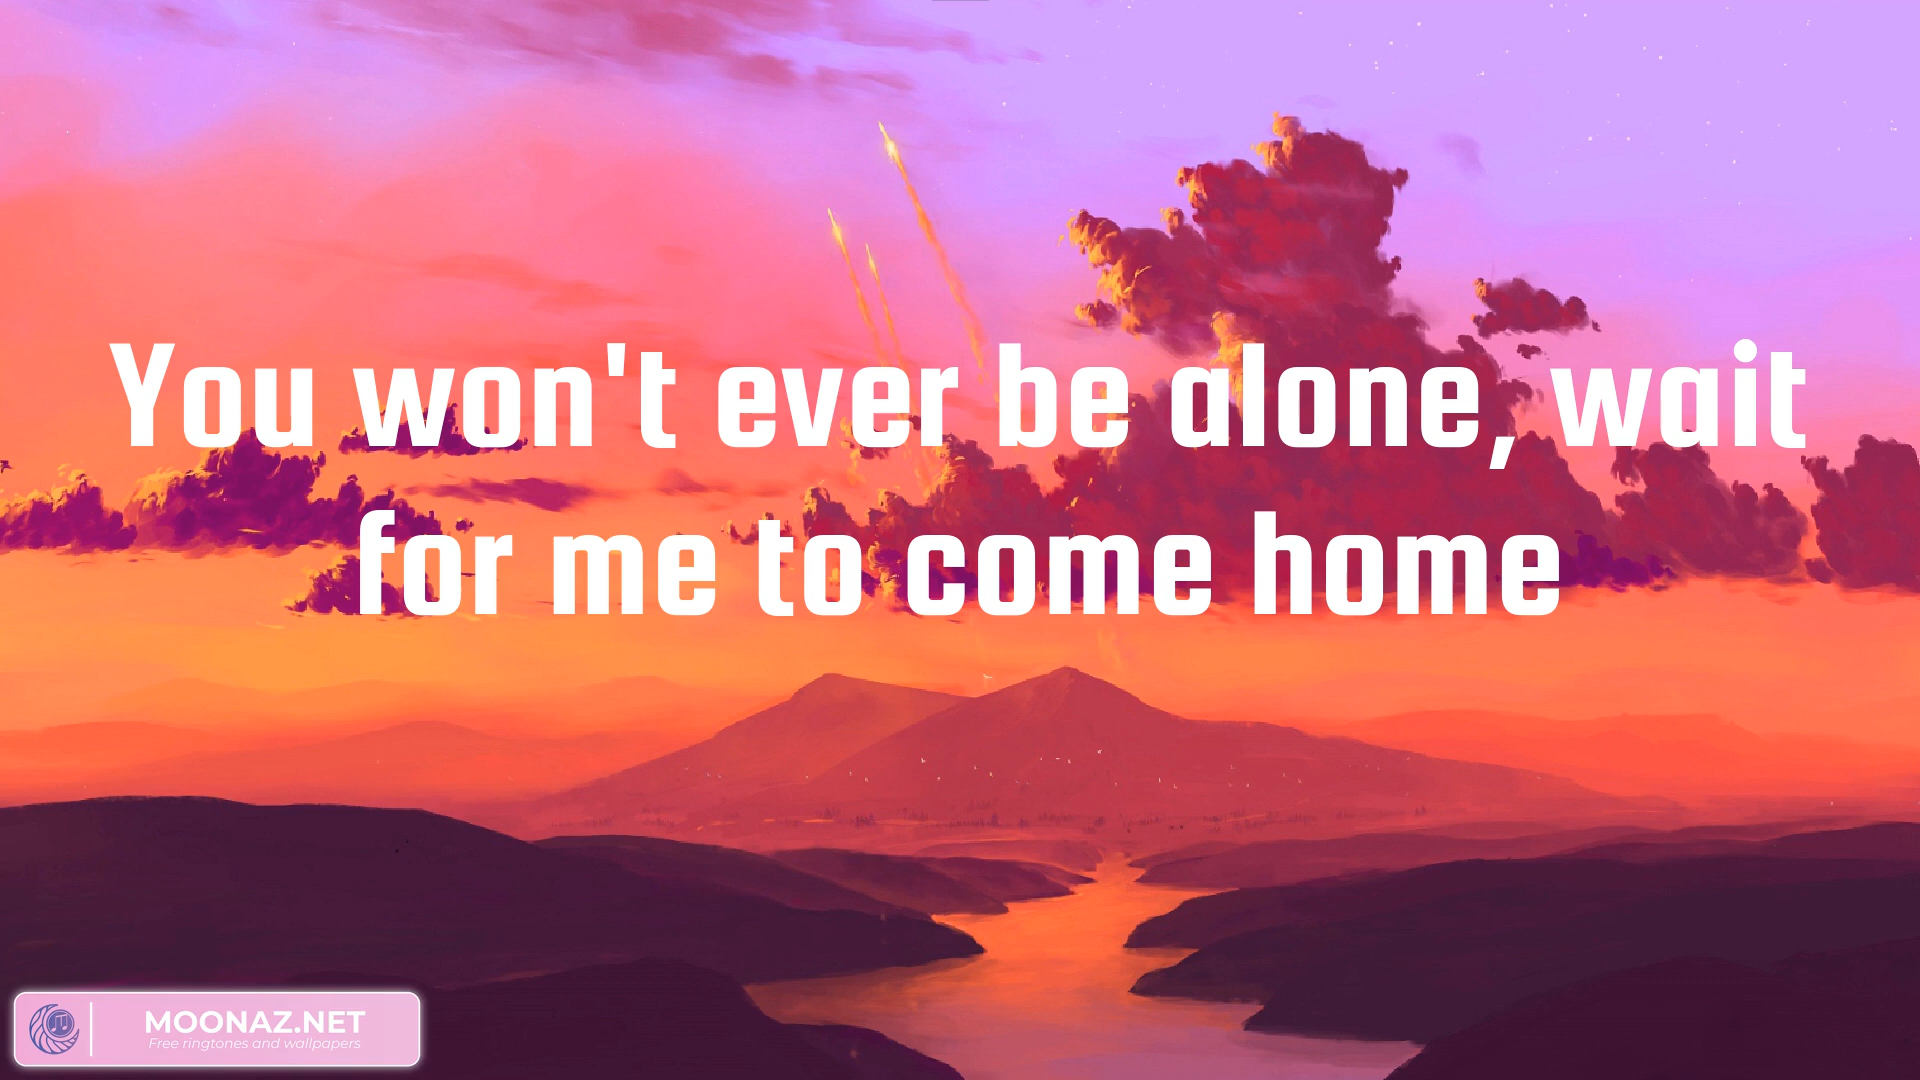 You won't ever be alone, wait
for me to come home
MOONAZ.NET
Free ringtones and wallpapers